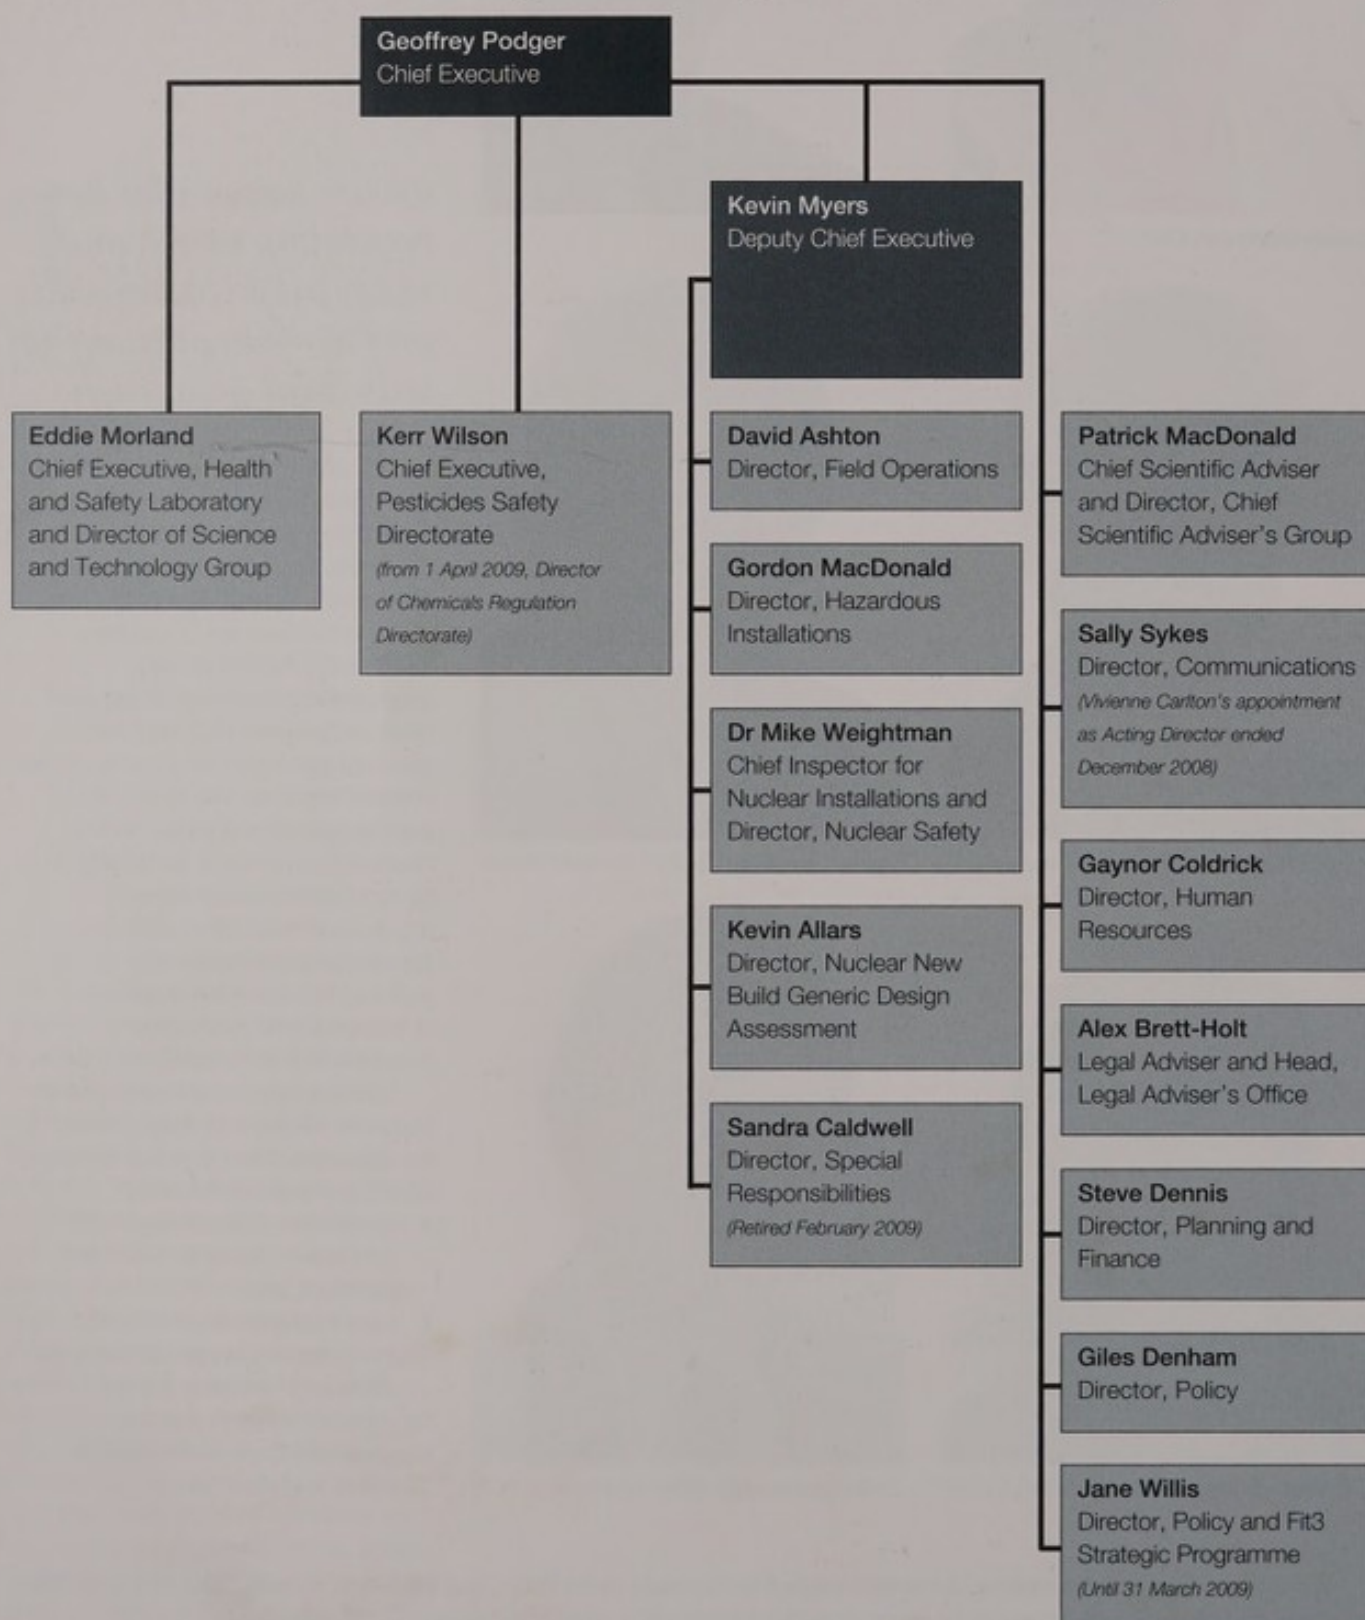 Geoffrey Podger
Chief Executive
Kevin Myers
Deputy Chief Executive
Eddie Morland
Chief Executive, Health
and Safety Laboratory
and Director of Science
and Technology Group
Kerr Wilson
Chief Executive,
Pesticides Safety
Directorate
(from 1 April 2009, Director
of Chemicals Regulation
Directorate)
David Ashton
Director, Field Operations
Gordon MacDonald
Director, Hazardous
Installations
Dr Mike Weightman
Chief Inspector for
Nuclear Installations and
Director, Nuclear Safety
Kevin Allars
Director, Nuclear New
Build Generic Design
Assessment
Sandra Caldwell
Director, Special
Responsibilities
(Retired February 2009)
Patrick MacDonald
Chief Scientific Adviser
and Director, Chief
Scientific Adviser's Group
Sally Sykes
Director, Communications
(Vivienne Carlton's appointment
as Acting Director ended
December 2008)
Gaynor Coldrick
Director, Human
Resources
Alex Brett-Holt
Legal Adviser and Head,
Legal Adviser's Office
Steve Dennis
Director, Planning and
Finance
Giles Denham
Director, Policy
Jane Willis
Director, Policy and Fit3
Strategic Programme
(Until 31 March 2009)